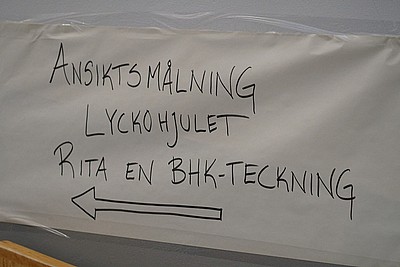 ANSIKTSMÅLNING
LYCKOHJULET
RITA EN BHK-TECKNING